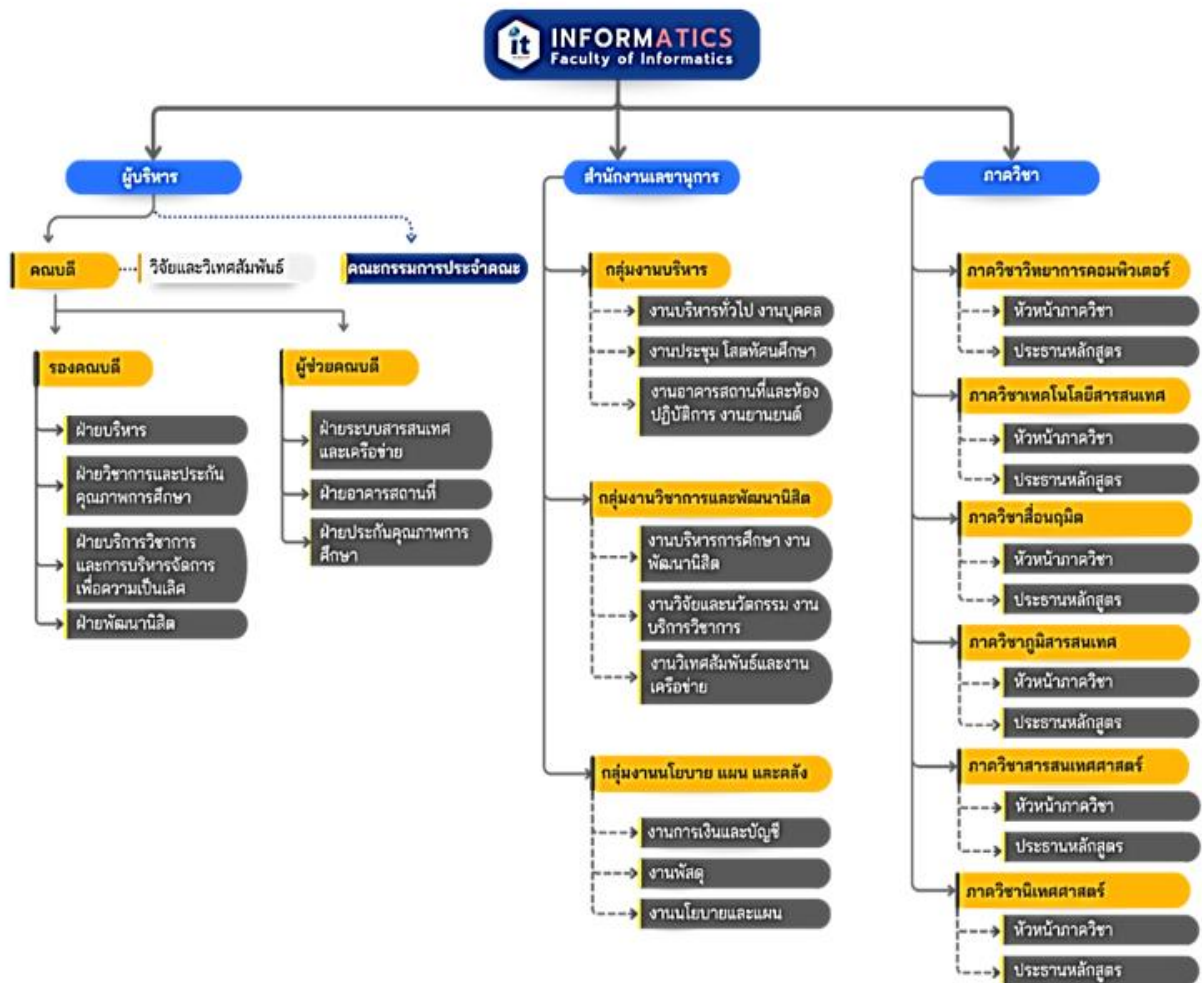 it INFORMATICS
Faculty of Informatics
ผู้บริหาร
คณบดี
วิจัยและวิเทศสัมพันธ์
คณะกรรมการประจำคณะ
รองคณบดี
ฝ่ายบริหาร
ฝ่ายวิชาการและประกัน
คุณภาพการศึกษา
ฝ่ายบริการวิชาการ
และการบริหารจัดการ
เพื่อความเป็นเลิศ
ฝ่ายพัฒนานิสิต
ผู้ช่วยคณบดี
ฝ่ายระบบสารสนเทศ
และเครือข่าย
ฝ่ายอาคารสถานที่
ฝ่ายประกันคุณภาพการ
ศึกษา
สำนักงานเลขานุการ
กลุ่มงานบริหาร
งานบริหารทั่วไป งานบุคคล
งานประชุม โสตทัศนศึกษา
งานอาคารสถานที่และห้อง
ปฏิบัติการ งานยานยนต์
กลุ่มงานวิชาการและพัฒนานิสิต
งานบริหารการศึกษา งาน
พัฒนานิสิต
งานวิจัยและนวัตกรรม งาน
บริการวิชาการ
งานวิเทศสัมพันธ์และงาน
เครือข่าย
กลุ่มงานนโยบาย แผน และคลัง
งานการเงินและบัญชี
งานพัสดุ
งานนโยบายและแผน
ภาควิชา
ภาควิชาวิทยาการคอมพิวเตอร์
หัวหน้าภาควิชา
ประธานหลักสูตร
ภาควิชาเทคโนโลยีสารสนเทศ
หัวหน้าภาควิชา
ประธานหลักสูตร
ภาควิชาสื่อนฤมิต
หัวหน้าภาควิชา
ประธานหลักสูตร
ภาควิชาภูมิสารสนเทศ
หัวหน้าภาควิชา
ประธานหลักสูตร
ภาควิชาสารสนเทศศาสตร์
หัวหน้าภาควิชา
ประธานหลักสูตร
ภาควิชานิเทศศาสตร์
หัวหน้าภาควิชา
ประธานหลักสูตร